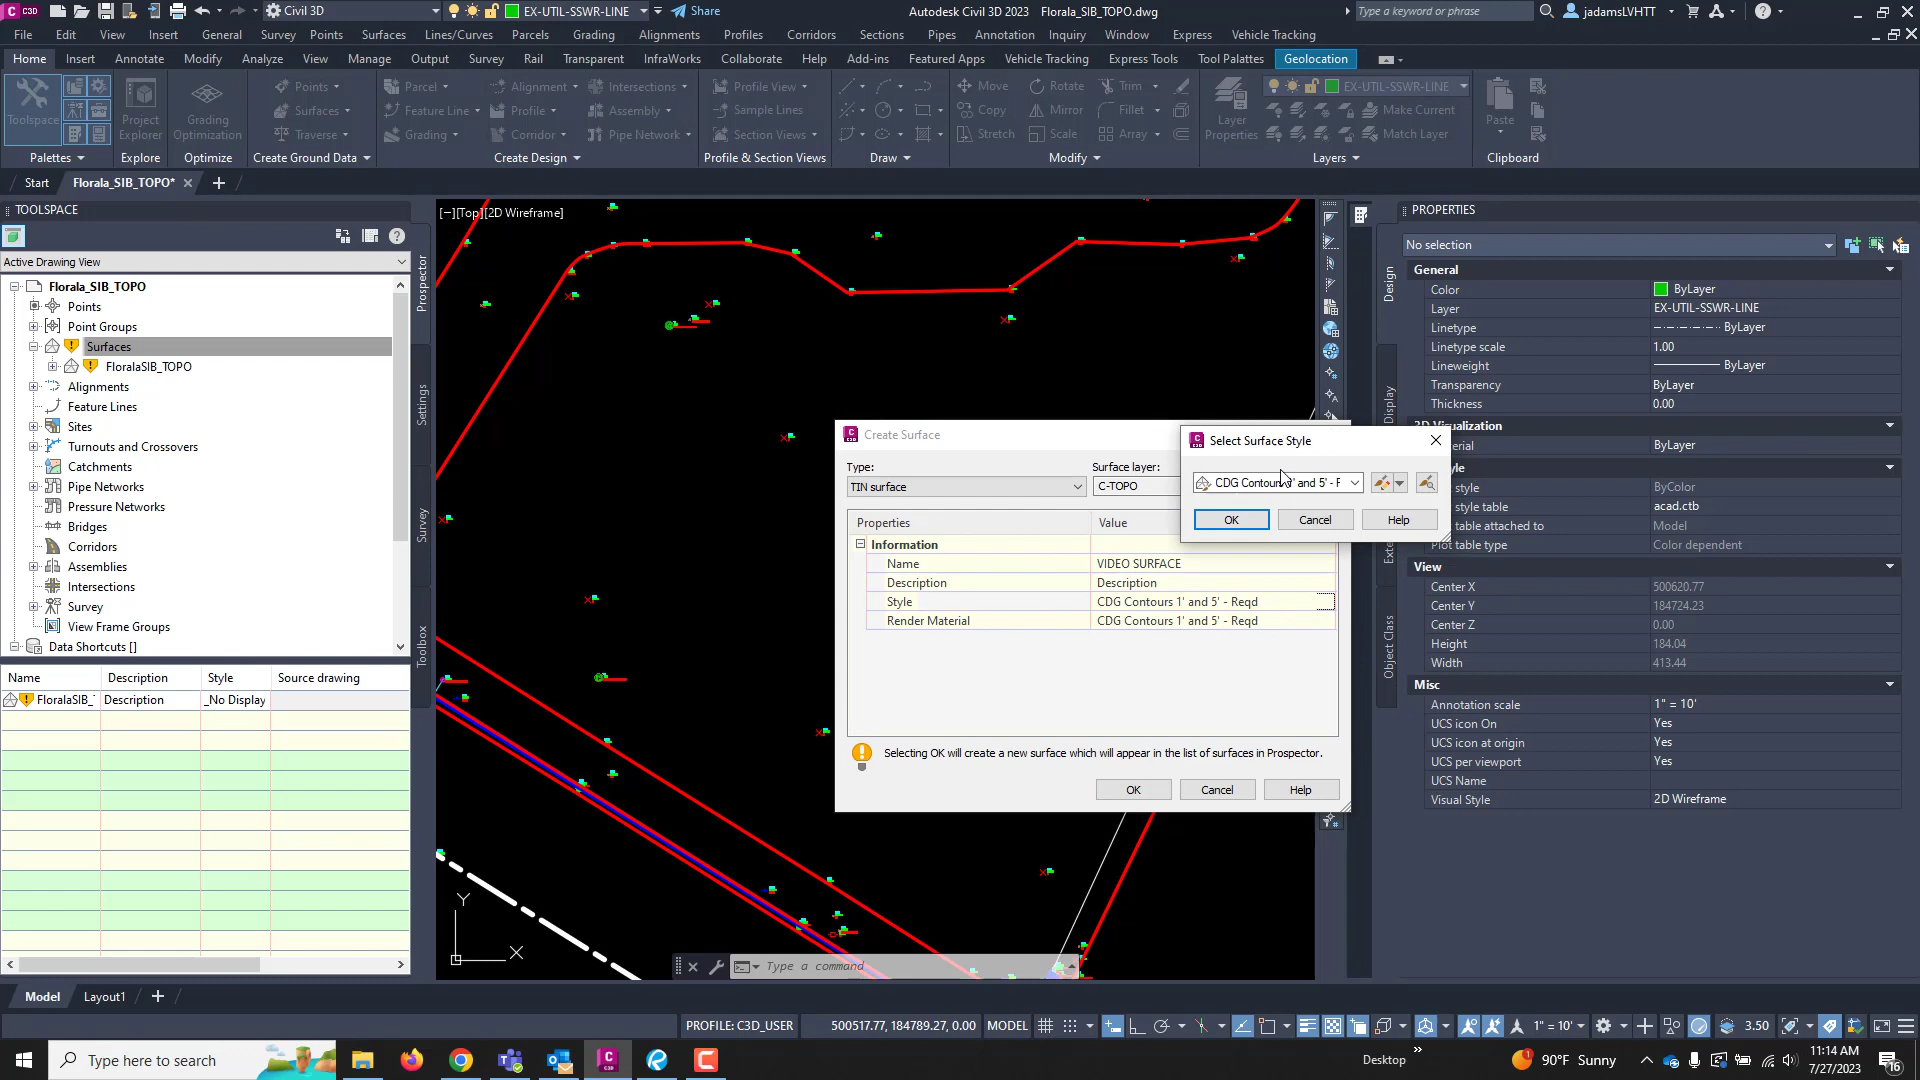 C3D Civil 3D EX-UTIL-SSWR-LINE Share Autodesk Civil 3D 2023 Florala_SIB_TOPO.dwg Type a keyword or phrase jadamsLVHTT
File Edit View Insert General Survey Points Surfaces Lines/Curves Parcels Grading Alignments Profiles Corridors Sections Pipes Annotation Inquiry Window Express Vehicle Tracking
Home Insert Annotate Modify Analyze View Manage Output Survey Rail Transparent InfraWorks Collaborate Help Add-ins Featured Apps Vehicle Tracking Express Tools Tool Palettes Geolocation
Points Parcel Alignment Intersections Profile View Move Rotate Trim EX-UTIL-SSWR-LINE
Surfaces Feature Line Profile Assembly Sample Lines Copy Mirror Fillet Make Current
Toolspace Project Explorer Grading Optimization Traverse Grading Corridor Pipe Network Section Views Stretch Scale Array Layer Properties Match Layer Paste
Palettes Explore Optimize Create Ground Data Create Design Profile & Section Views Draw Modify Layers Clipboard
Start Florala_SIB_TOPO*
TOOLSPACE
Active Drawing View
Florala_SIB_TOPO
Points
Point Groups
Surfaces
FloralaSIB_TOPO
Alignments
Feature Lines
Sites
Turnouts and Crossovers
Catchments
Pipe Networks
Pressure Networks
Bridges
Corridors
Assemblies
Intersections
Survey
View Frame Groups
Data Shortcuts []
Prospector
Settings
Survey
Toolbox
Name Description Style Source drawing
FloralaSIB_ Description _No Display
[−][Top][2D Wireframe]
Y
X
Create Surface
Type:
TIN surface
Surface layer:
C-TOPO
Properties Value
Information
Name VIDEO SURFACE
Description Description
Style CDG Contours 1' and 5' - Reqd
Render Material CDG Contours 1' and 5' - Reqd
Selecting OK will create a new surface which will appear in the list of surfaces in Prospector.
OK Cancel Help
Select Surface Style
CDG Contours ' and 5' - F
OK Cancel Help
Type a command
PROPERTIES
No selection
Design
Display
Object Class
General
Color ByLayer
Layer EX-UTIL-SSWR-LINE
Linetype ByLayer
Linetype scale 1.00
Lineweight ByLayer
Transparency ByLayer
Thickness 0.00
Visualization
erial ByLayer
yle
style ByColor
style table acad.ctb
table attached to Model
Plot table type Color dependent
View
Center X 500620.77
Center Y 184724.23
Center Z 0.00
Height 184.04
Width 413.44
Misc
Annotation scale 1" = 10'
UCS icon On Yes
UCS icon at origin Yes
UCS per viewport Yes
UCS Name
Visual Style 2D Wireframe
Model Layout1
PROFILE: C3D_USER 500517.77, 184789.27, 0.00 MODEL 1" = 10' 3.50
Type here to search Desktop 90°F Sunny 11:14 AM
7/27/2023 16